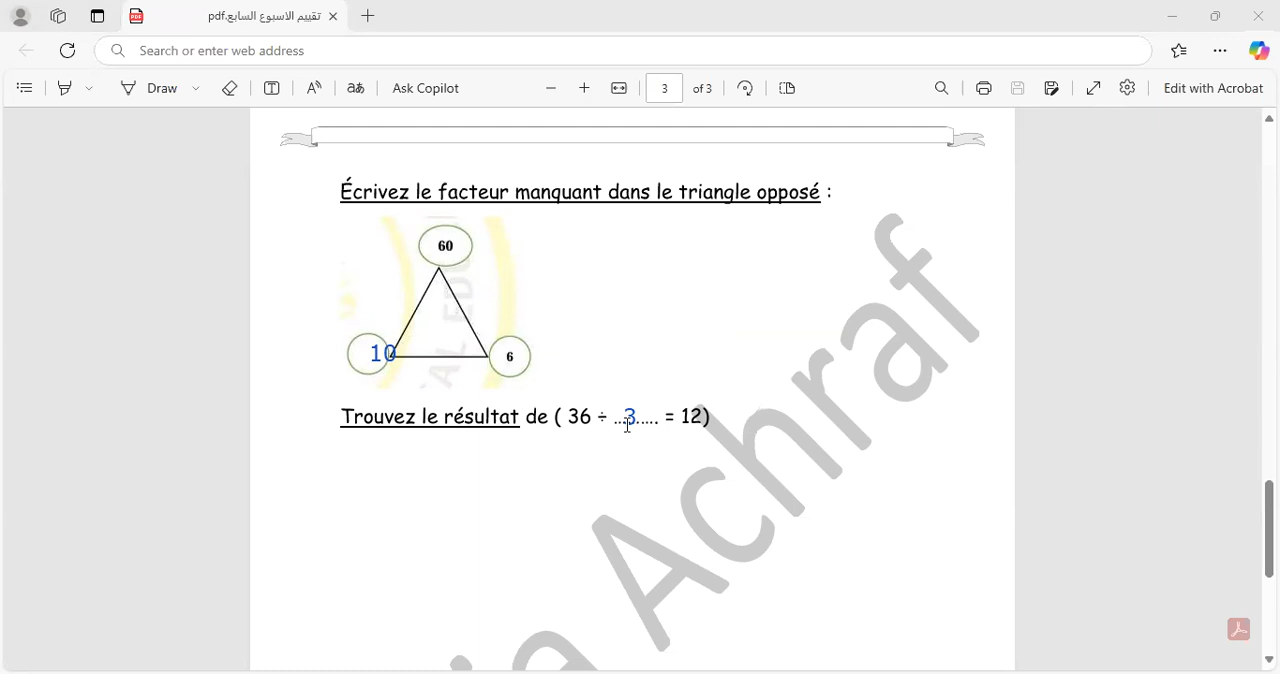 تقييم الاسبوع السابع.pdf
Search or enter web address
Draw
Ask Copilot
3 of 3
Edit with Acrobat
Écrivez le facteur manquant dans le triangle opposé :
60
10
6
Trouvez le résultat de ( 36 ÷ ...3...... = 12)
Achraf